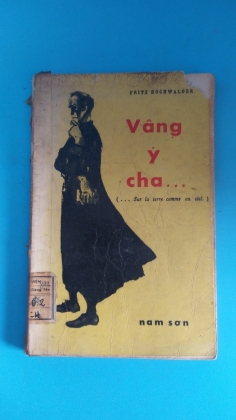 FRITZ HOCHWALDER
Vâng
ý
cha...
(... Sur la terre comme au ciel.)
nam sơn